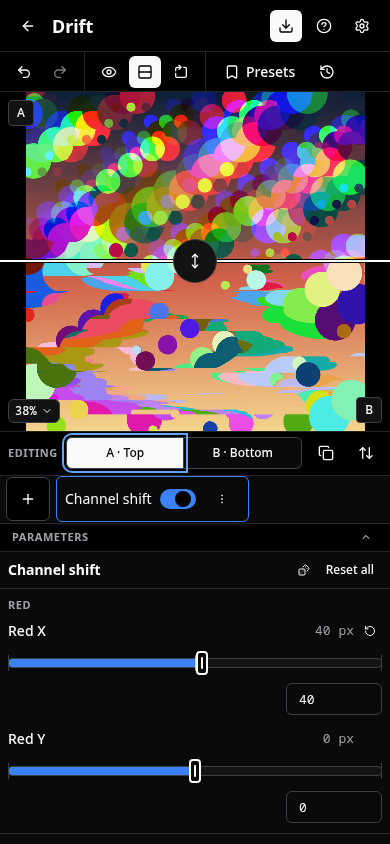 Drift
Presets
A
38%
B
EDITING
A · Top
B · Bottom
Channel shift
PARAMETERS
Channel shift
Reset all
RED
Red X
40 px
40
Red Y
0 px
0